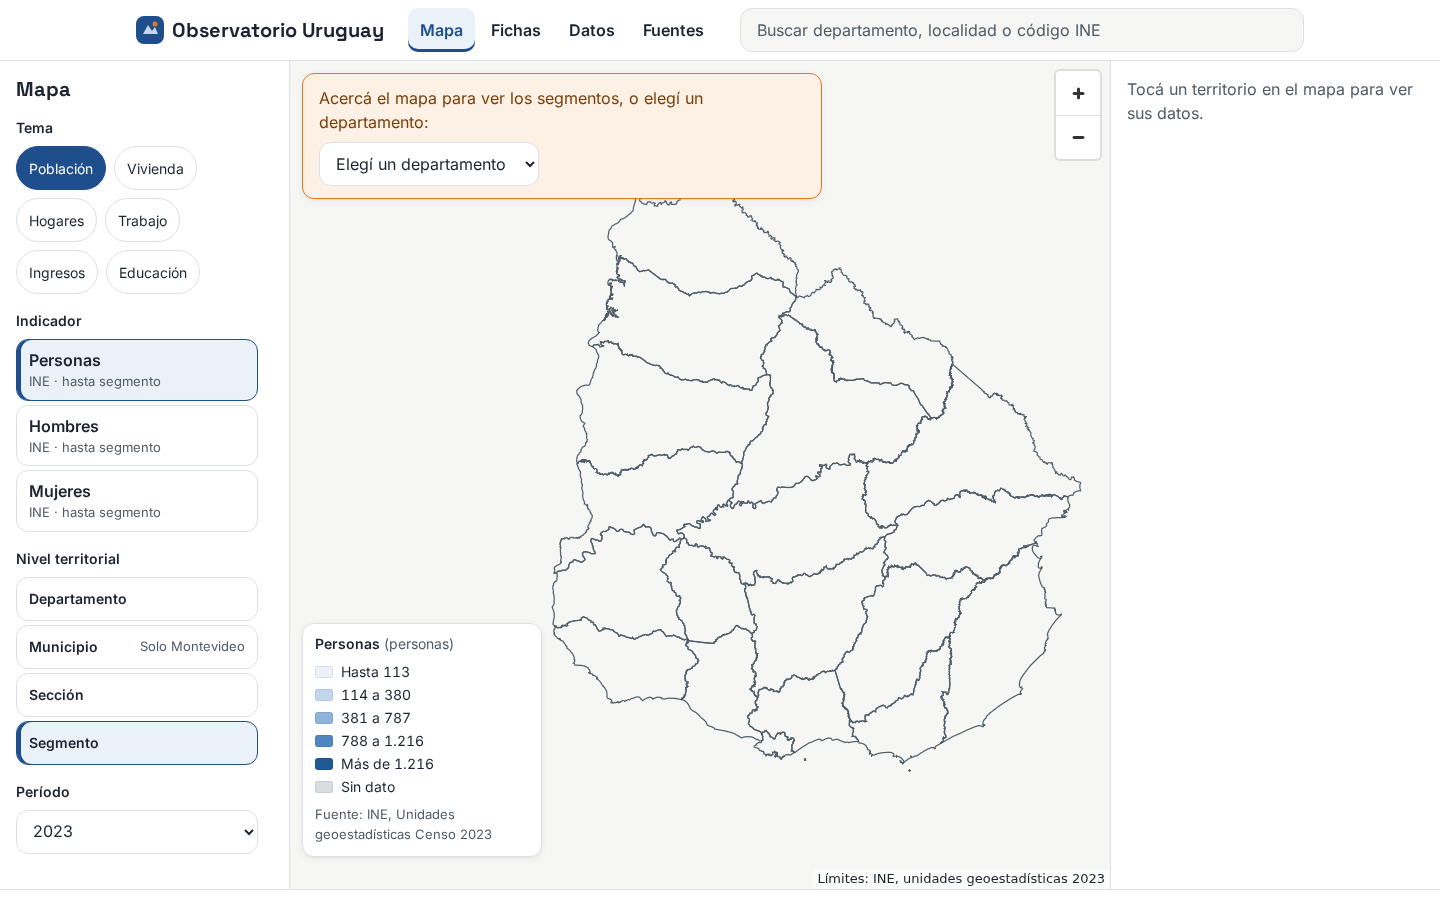 Observatorio Uruguay
Mapa
Fichas
Datos
Fuentes
Buscar departamento, localidad o código INE
Mapa
Tema
Población
Vivienda
Hogares
Trabajo
Ingresos
Educación
Indicador
Personas
INE · hasta segmento
Hombres
INE · hasta segmento
Mujeres
INE · hasta segmento
Nivel territorial
Departamento
Municipio Solo Montevideo
Sección
Segmento
Período
2023
Acercá el mapa para ver los segmentos, o elegí un
departamento:
Elegí un departamento
+
−
Personas (personas)
Hasta 113
114 a 380
381 a 787
788 a 1.216
Más de 1.216
Sin dato
Fuente: INE, Unidades
geoestadísticas Censo 2023
Límites: INE, unidades geoestadísticas 2023
Tocá un territorio en el mapa para ver
sus datos.